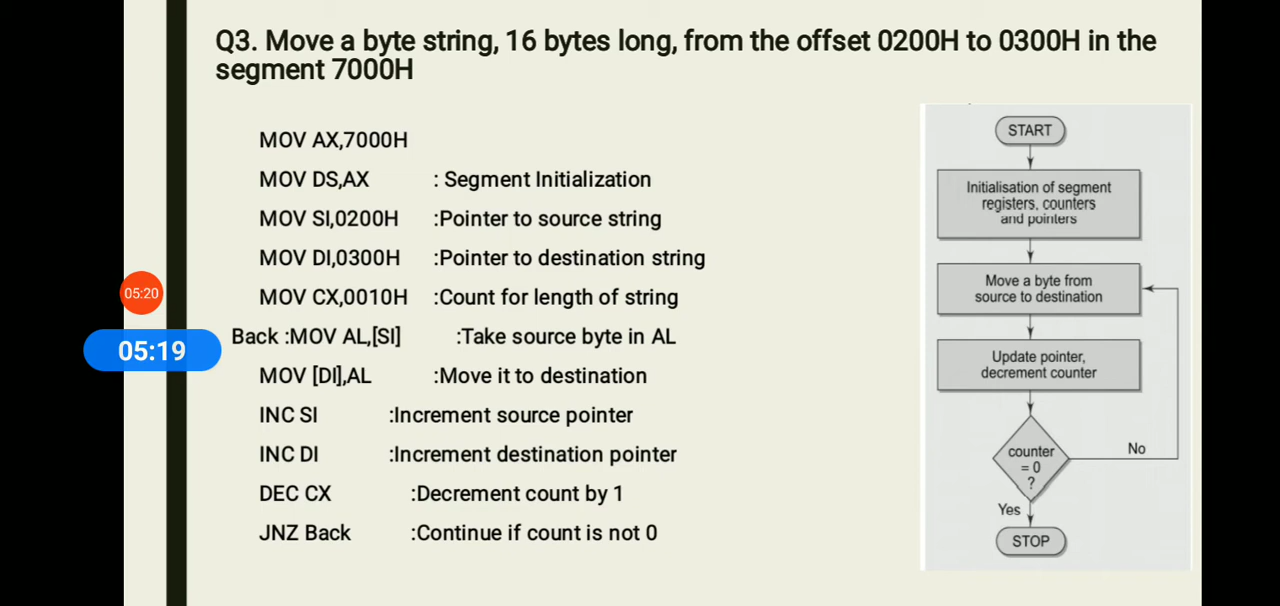 Q3. Move a byte string, 16 bytes long, from the offset 0200H to 0300H in the
segment 7000H
MOV AX,7000H
MOV DS,AX : Segment Initialization
MOV SI,0200H :Pointer to source string
MOV DI,0300H :Pointer to destination string
MOV CX,0010H :Count for length of string
Back :MOV AL,[SI] :Take source byte in AL
MOV [DI],AL :Move it to destination
INC SI :Increment source pointer
INC DI :Increment destination pointer
DEC CX :Decrement count by 1
JNZ Back :Continue if count is not 0
05:20
05:19
START
Initialisation of segment
registers, counters
and pointers
Move a byte from
source to destination
Update pointer,
decrement counter
counter
= 0
?
No
Yes
STOP